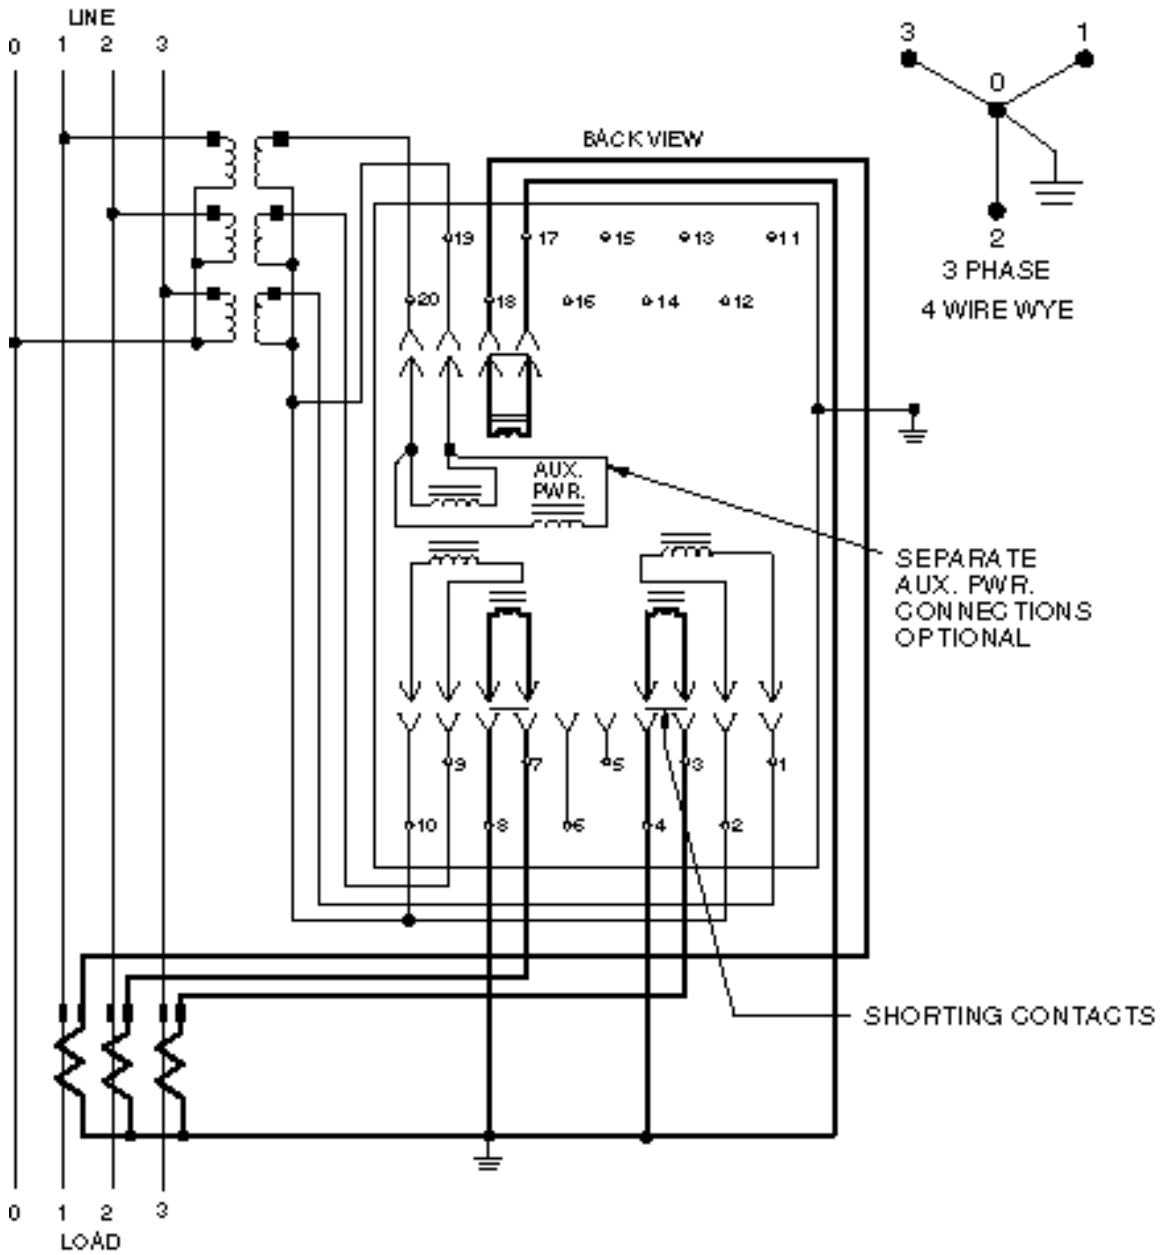 LINE
0 1 2 3
3 1
0
2
3 PHASE
4 WIRE WYE
BACK VIEW
19 17 15 13 11
20 18 16 14 12
AUX.
PWR.
SEPARATE
AUX. PWR.
CONNECTIONS
OPTIONAL
9 7 5 3 1
10 8 6 4 2
SHORTING CONTACTS
0 1 2 3
LOAD